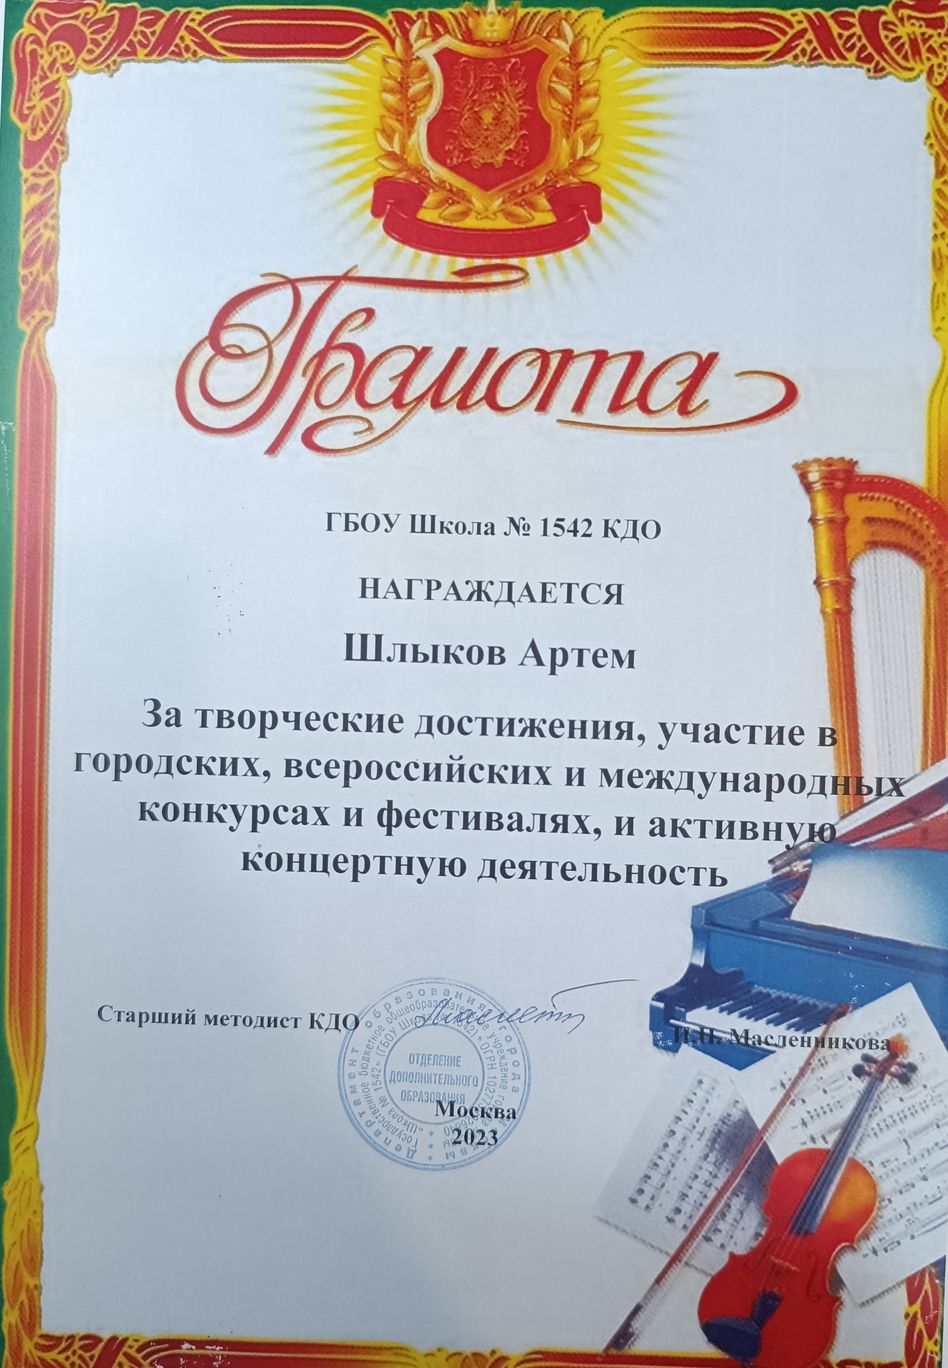 Грамота
ГБОУ Школа № 1542 КДО
НАГРАЖДАЕТСЯ
Шлыков Артем
За творческие достижения, участие в
городских, всероссийских и международных
конкурсах и фестивалях, и активную
концертную деятельность
Старший методист КДО
Масленникова
ОТДЕЛЕНИЕ
ДОПОЛНИТЕЛЬНОГО
ОБРАЗОВАНИЯ
Москва
2023